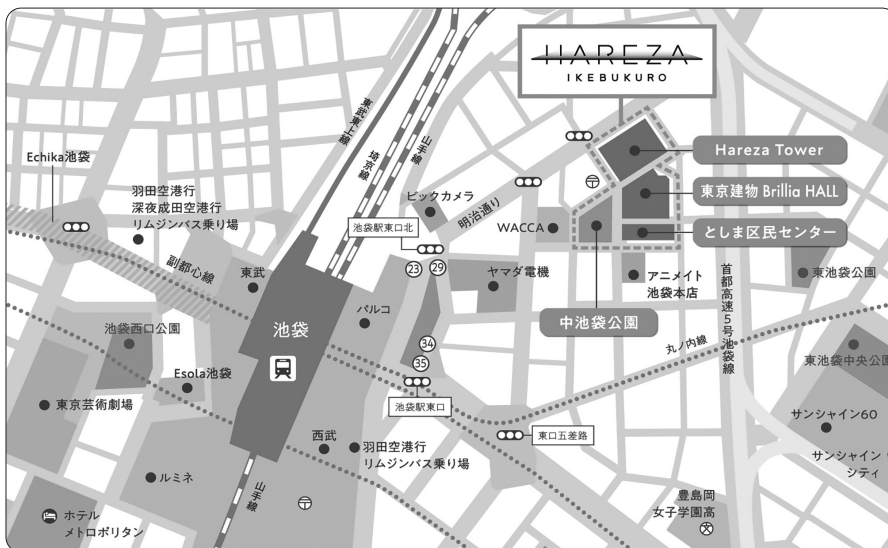 HAREZA
IKEBUKURO
Hareza Tower
東京建物 Brillia HALL
としま区民センター
中池袋公園
Echika池袋
羽田空港行
深夜成田空港行
リムジンバス乗り場
東武東上線
埼京線
山手線
ビックカメラ
明治通り
池袋駅東口北
WACCA
23
29
ヤマダ電機
アニメイト
池袋本店
首都高速5号池袋線
東池袋公園
副都心線
東武
池袋
パルコ
34
35
池袋西口公園
Esola池袋
東京芸術劇場
池袋駅東口
丸ノ内線
東池袋中央公園
サンシャイン60
サンシャイン
シティ
東口五差路
西武
羽田空港行
リムジンバス乗り場
ルミネ
山手線
ホテル
メトロポリタン
豊島岡
女子学園高